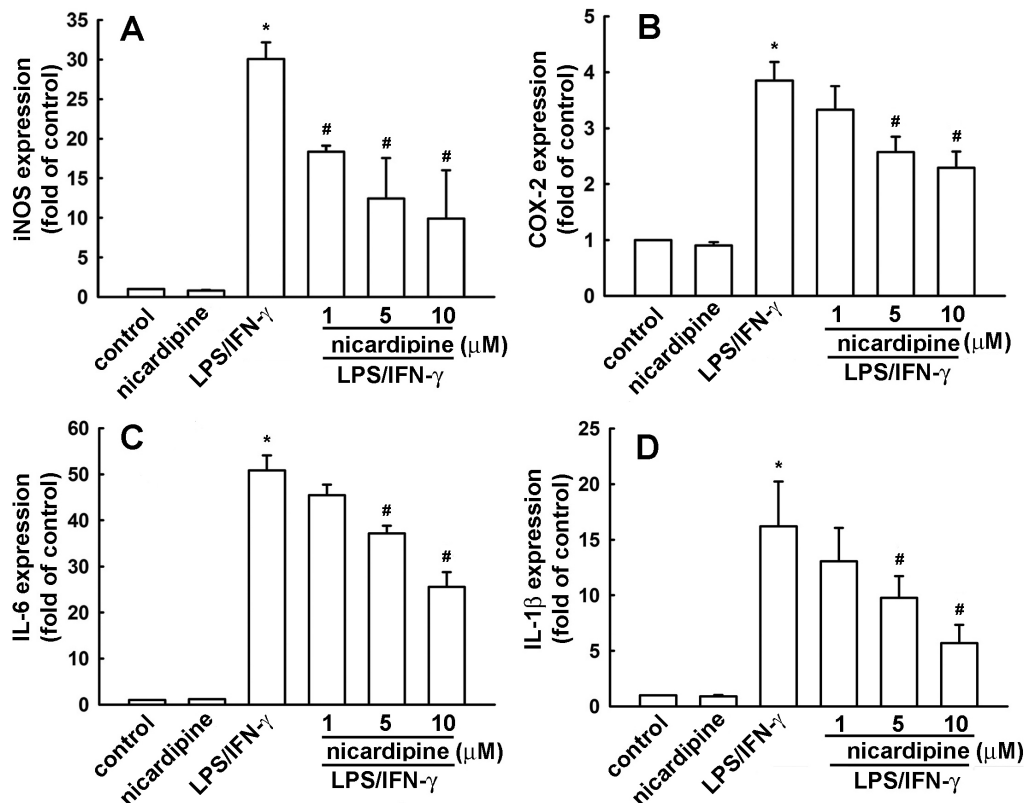 A
iNOS expression
(fold of control)
35
30
25
20
15
10
5
0
*
#
#
#
control
nicardipine
LPS/IFN-γ
1 5 10
nicardipine (μM)
LPS/IFN-γ
B
COX-2 expression
(fold of control)
5
4
3
2
1
0
*
#
#
control
nicardipine
LPS/IFN-γ
1 5 10
nicardipine (μM)
LPS/IFN-γ
C
IL-6 expression
(fold of control)
60
50
40
30
20
10
0
*
#
#
control
nicardipine
LPS/IFN-γ
1 5 10
nicardipine (μM)
LPS/IFN-γ
D
IL-1β expression
(fold of control)
25
20
15
10
5
0
*
#
#
control
nicardipine
LPS/IFN-γ
1 5 10
nicardipine (μM)
LPS/IFN-γ